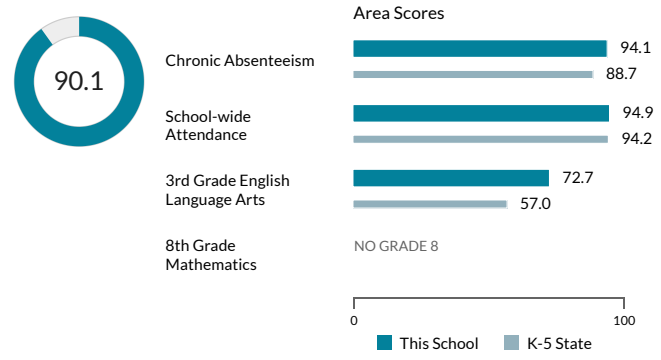 90.1
Area Scores
Chronic Absenteeism
94.1
88.7
School-wide
Attendance
94.9
94.2
3rd Grade English
Language Arts
72.7
57.0
8th Grade
Mathematics
NO GRADE 8
0
100
This School
K-5 State